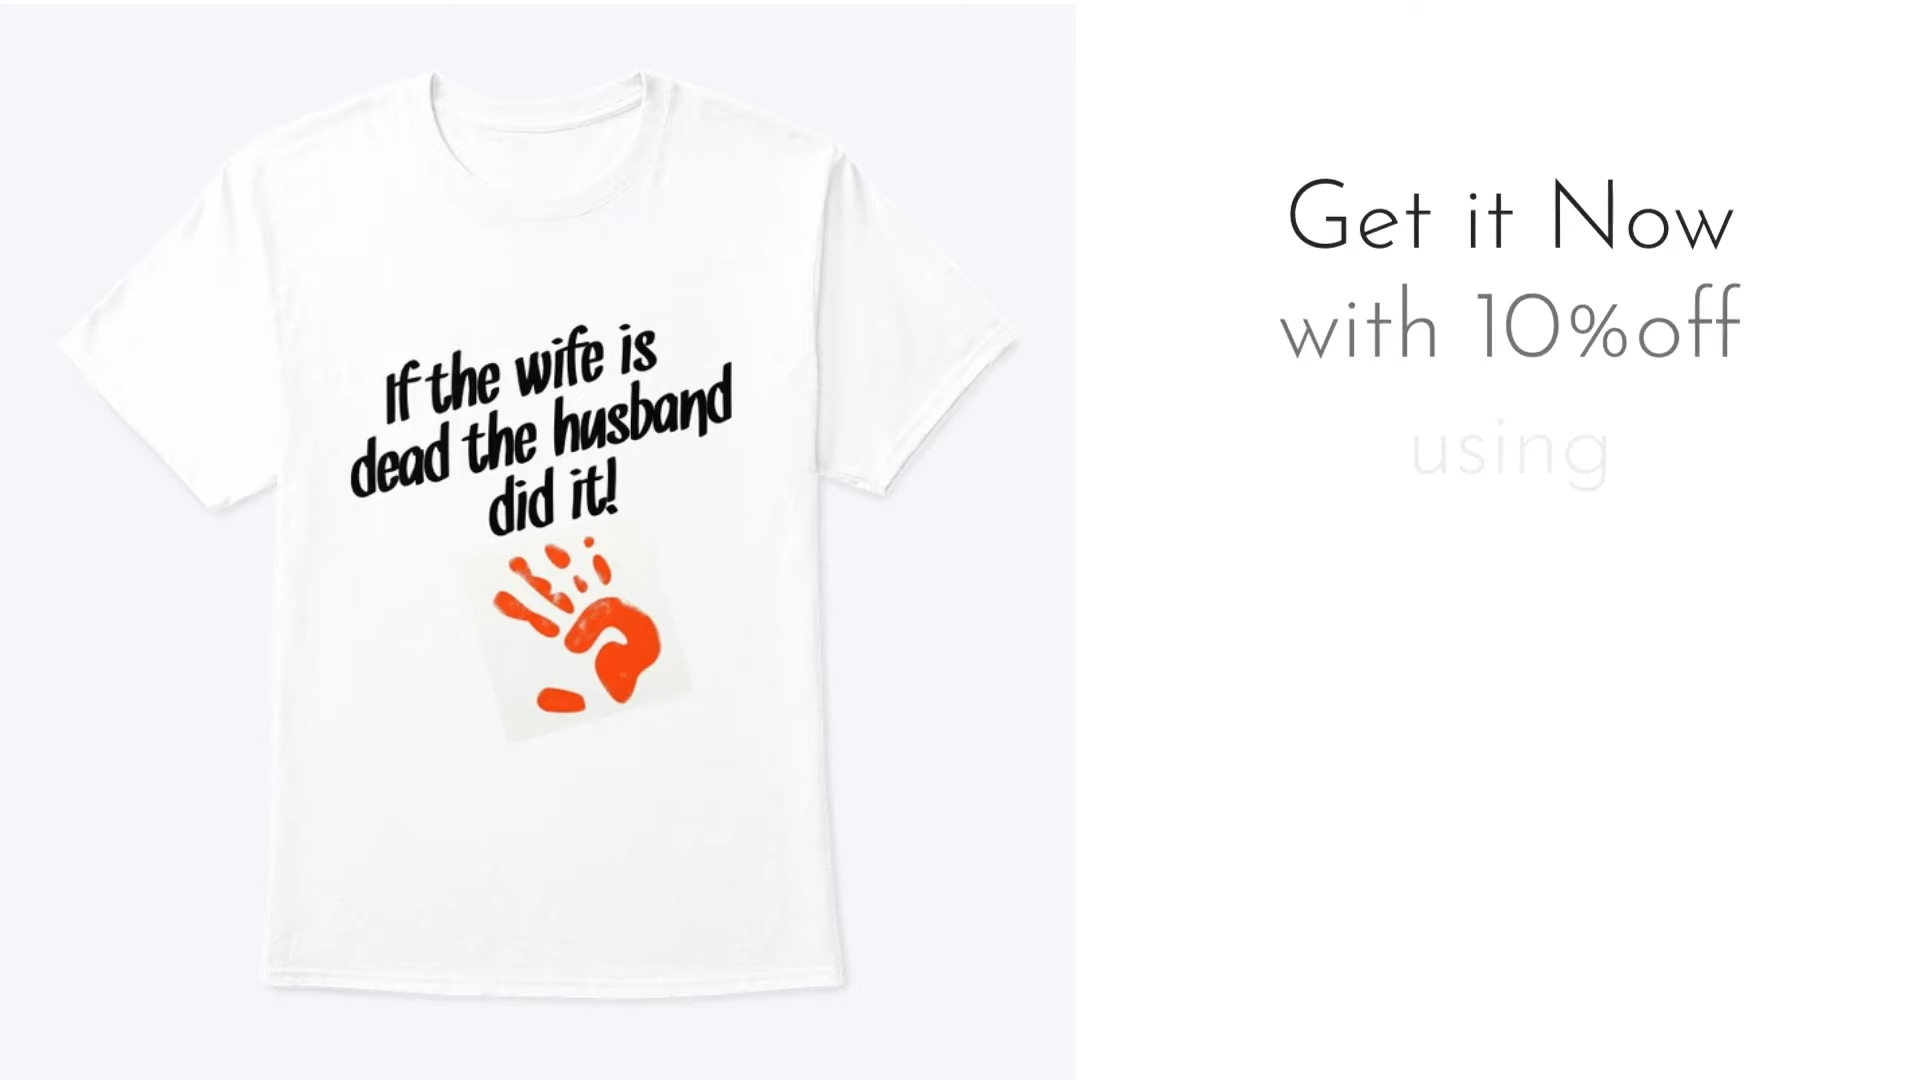 If the wife is
dead the husband
did it!
Get it Now
with 10%off
using